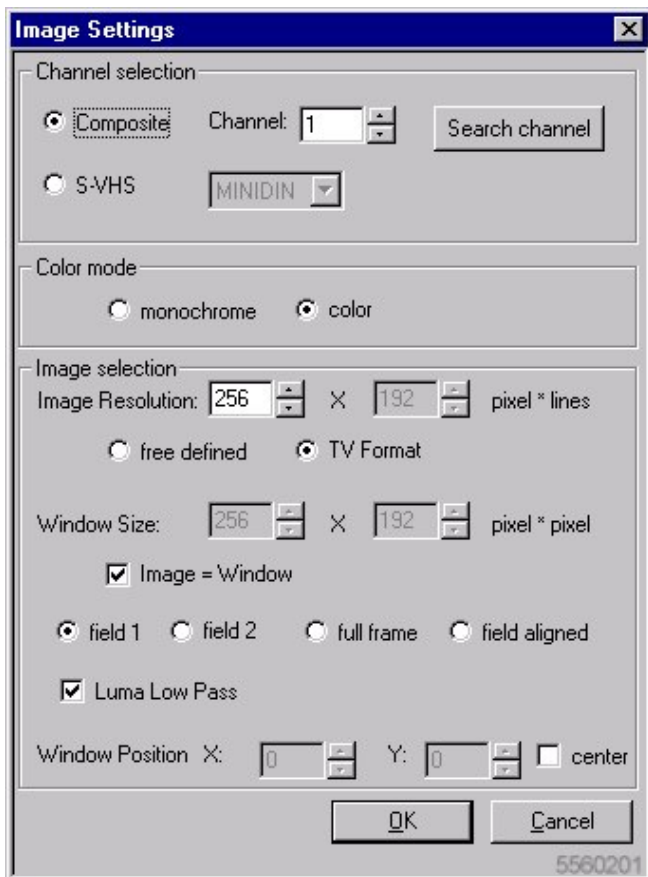 Image Settings
Channel selection
Composite Channel: 1 Search channel
S-VHS MINIDIN
Color mode
monochrome color
Image selection
Image Resolution: 256 X 192 pixel * lines
free defined TV Format
Window Size: 256 X 192 pixel * pixel
Image = Window
field 1 field 2 full frame field aligned
Luma Low Pass
Window Position X: 0 Y: 0 center
OK Cancel
5560201